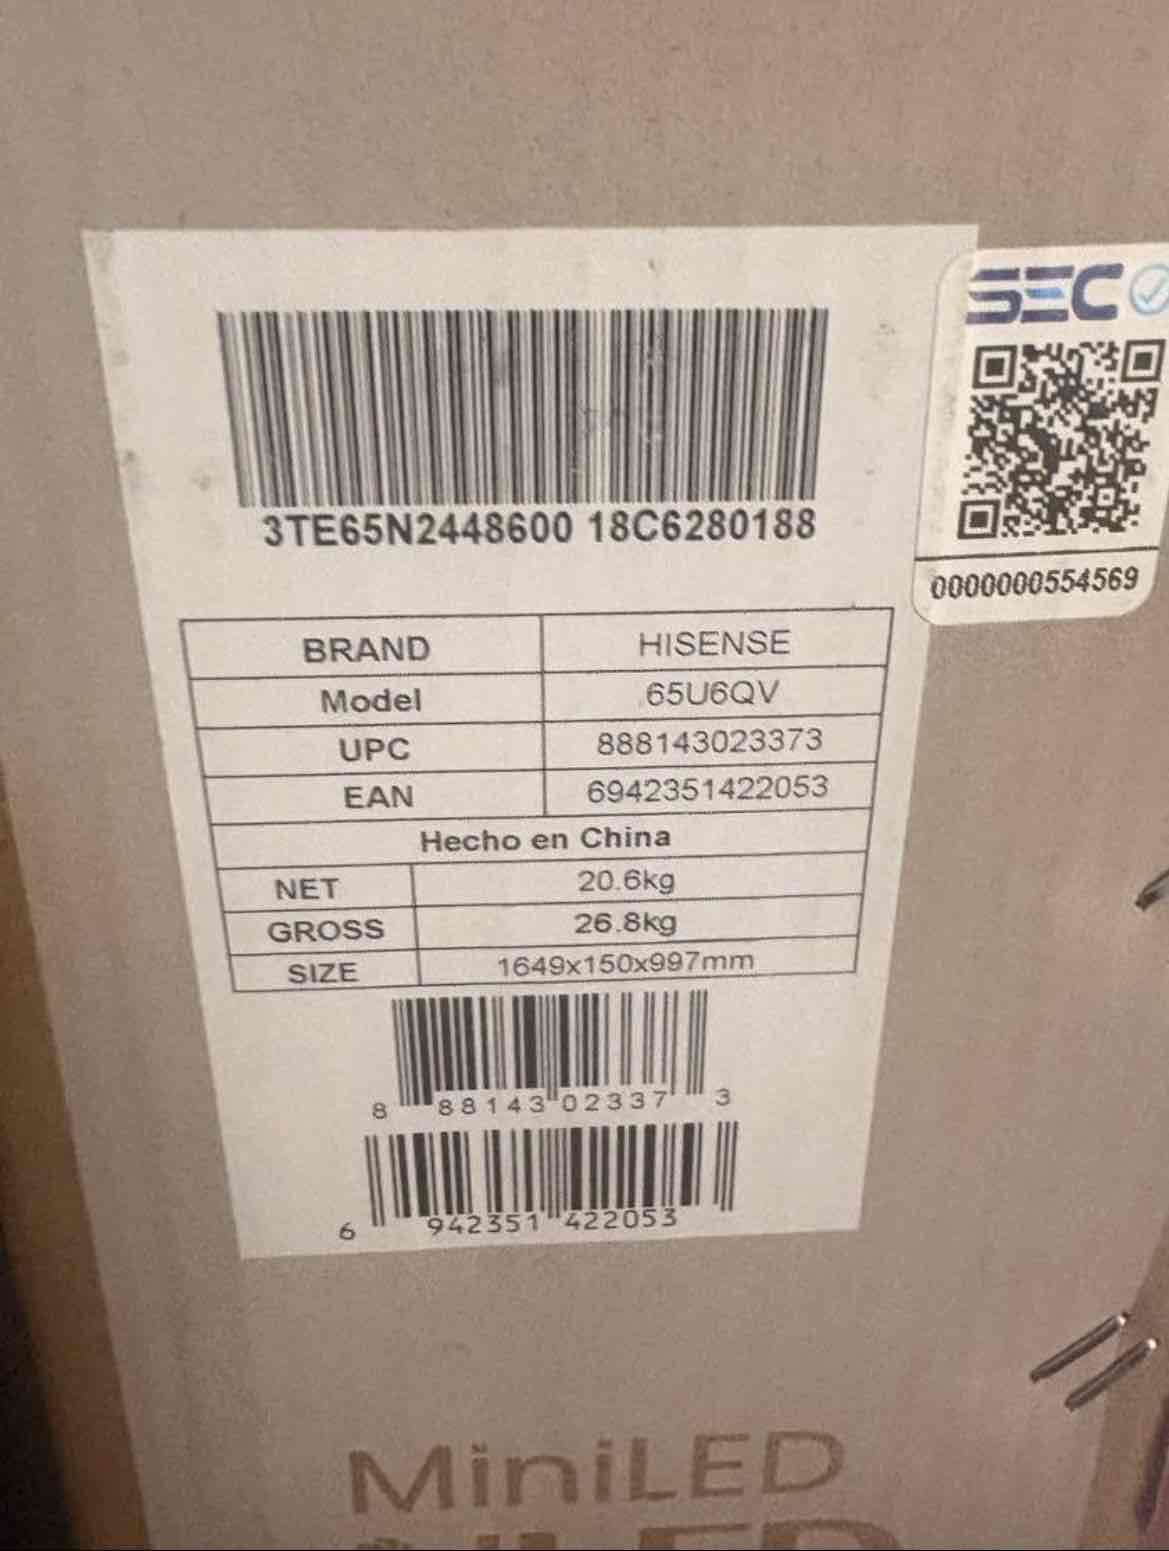 SEC
3TE65N2448600 18C6280188
0000000554569
BRAND HISENSE
Model 65U6QV
UPC 888143023373
EAN 6942351422053
Hecho en China
NET 20.6kg
GROSS 26.8kg
SIZE 1649x150x997mm
8 88143 02337 3
6 942351 422053
MiniLED